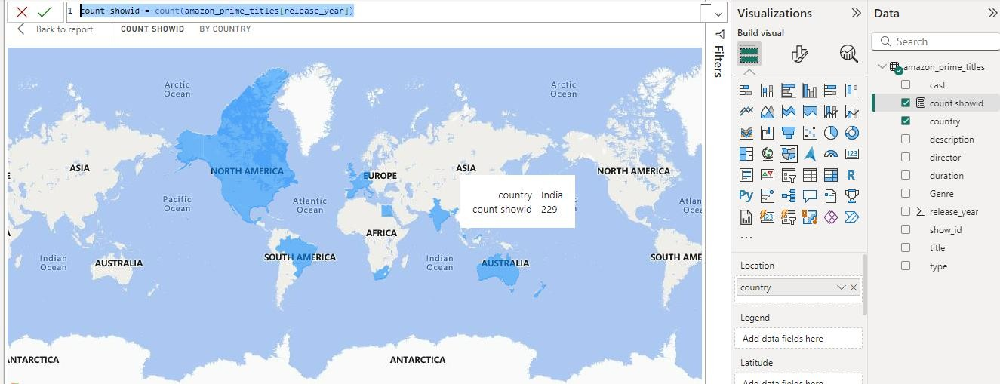 1 count showid = count(amazon_prime_titles[release_year])
Back to report
COUNT SHOWID BY COUNTRY
Arctic
Ocean
Arctic
Ocean
ASIA
NORTH AMERICA
EUROPE
ASIA
NORTH AMERICA
Pacific
Ocean
Atlantic
Ocean
country India
count showid 229
Atlan
Ocean
AFRICA
Indian
Ocean
AUSTRALIA
SOUTH AMERICA
Indian
Ocean
AUSTRALIA
SOUTH AME
NTARCTICA
ANTARCTICA
Filters
Visualizations
Build visual
123
R
Py
123
...
Location
country
Legend
Add data fields here
Latitude
Add data fields here
Data
Search
amazon_prime_titles
cast
count showid
country
description
director
duration
Genre
Σ release_year
show_id
title
type